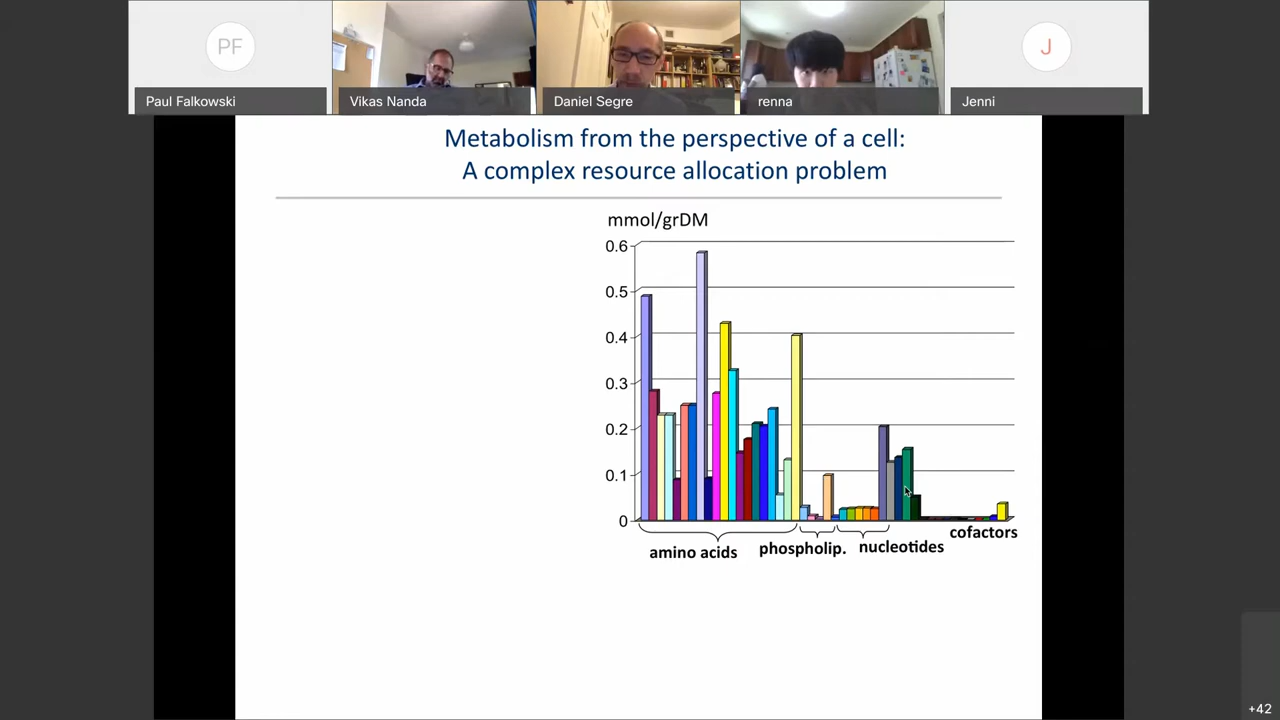 PF
J
Paul Falkowski
Vikas Nanda
Daniel Segre
renna
Jenni
Metabolism from the perspective of a cell:
A complex resource allocation problem
mmol/grDM
0.6
0.5
0.4
0.3
0.2
0.1
0
amino acids
phospholip.
nucleotides
cofactors
+42